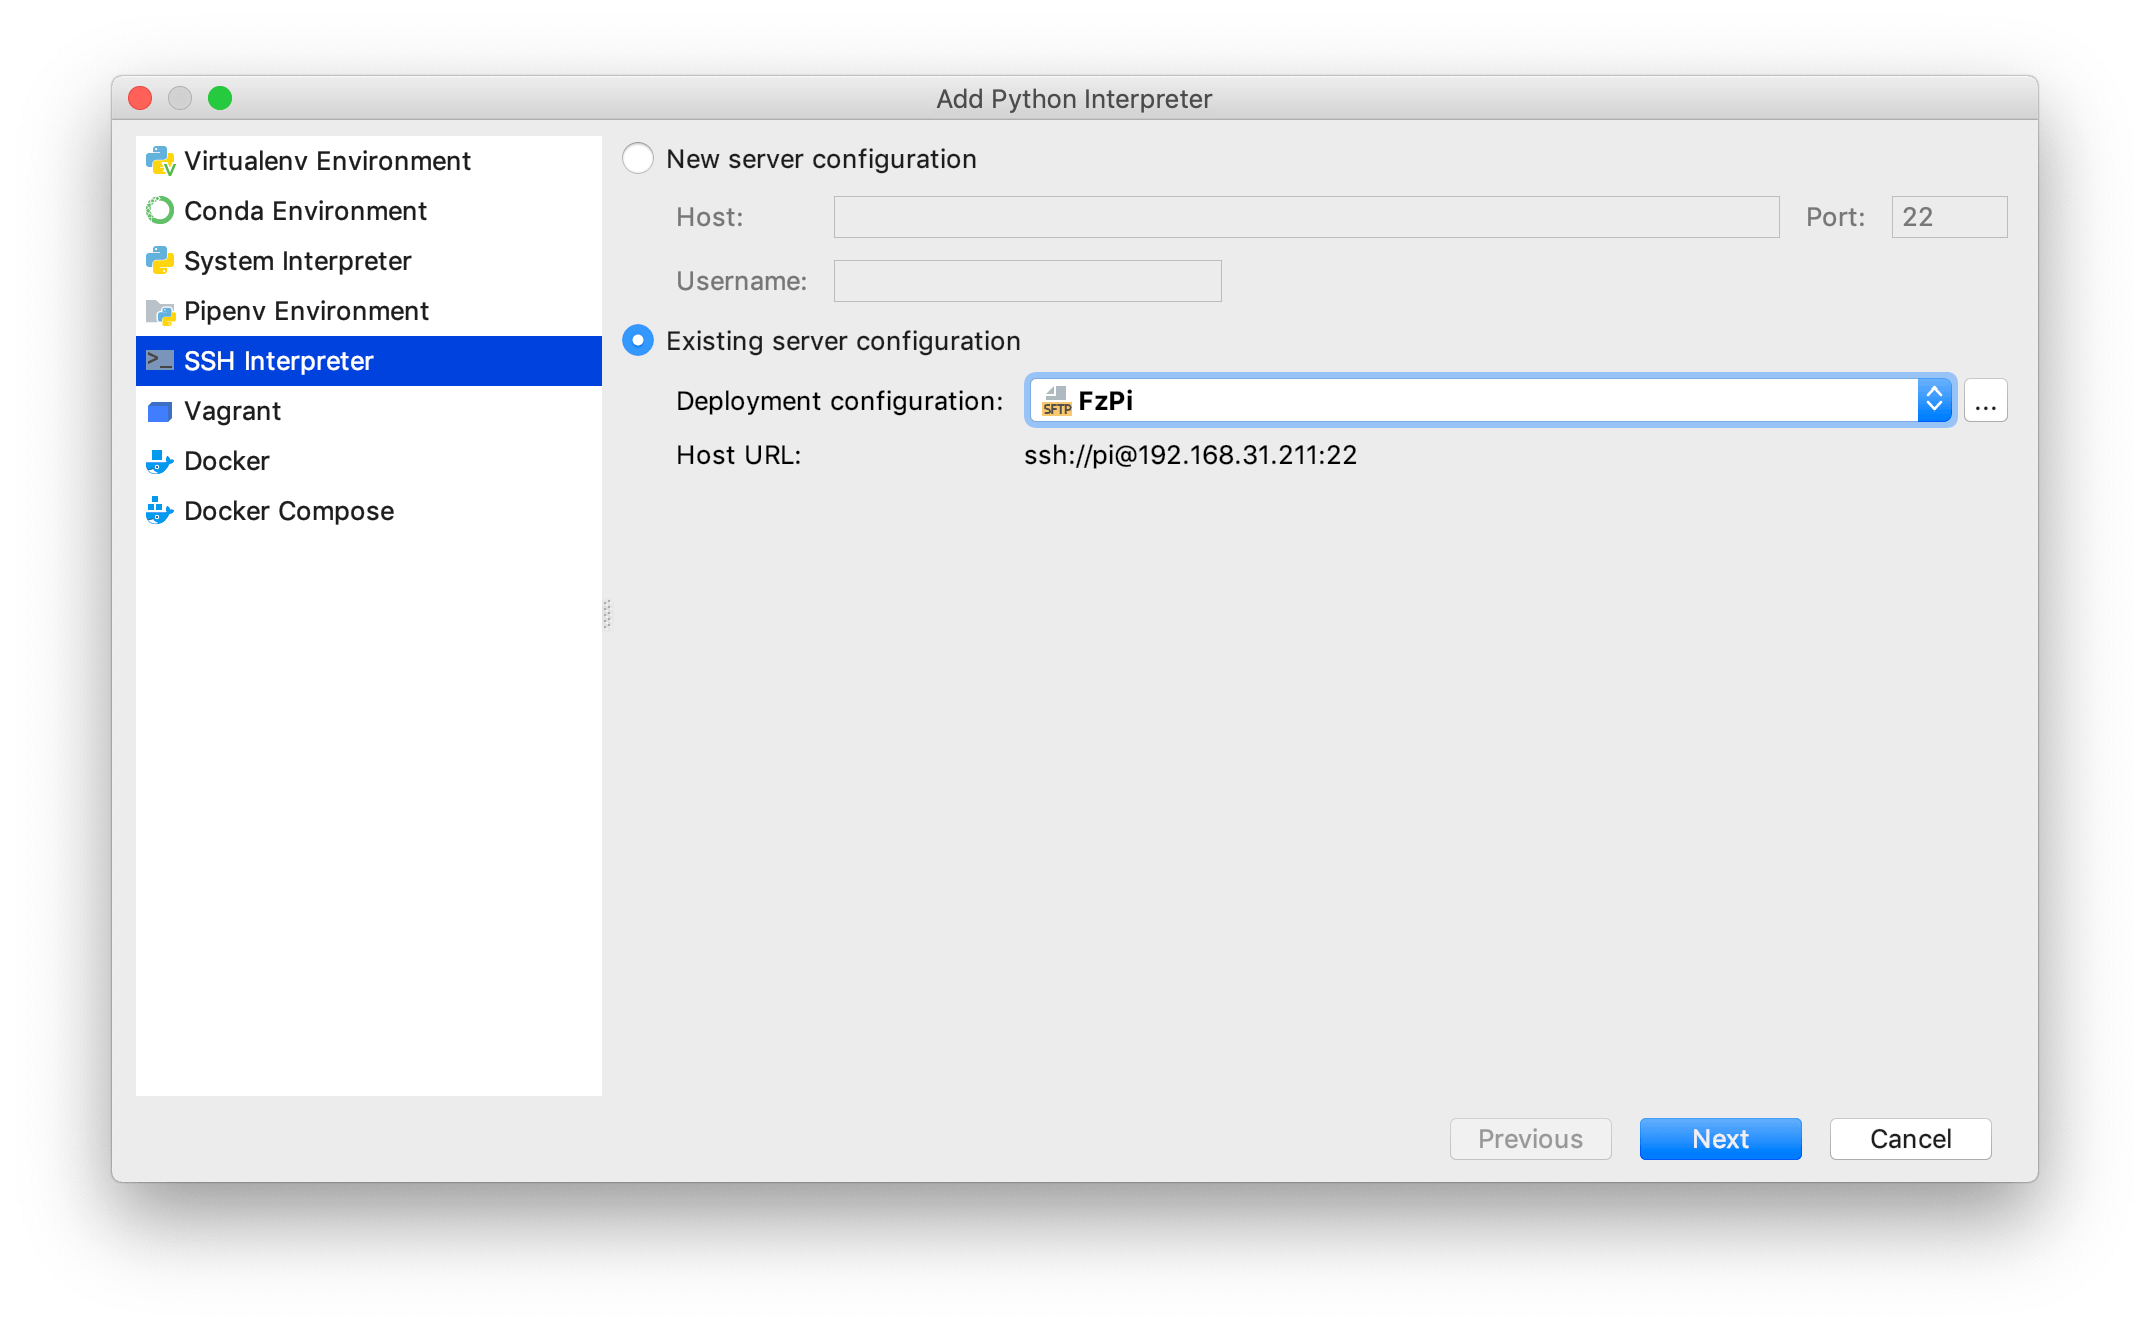 Add Python Interpreter
Virtualenv Environment
Conda Environment
System Interpreter
Pipenv Environment
SSH Interpreter
Vagrant
Docker
Docker Compose
New server configuration
Host: Port: 22
Username:
Existing server configuration
Deployment configuration: SFTP FzPi ...
Host URL: ssh://pi@192.168.31.211:22
Previous Next Cancel